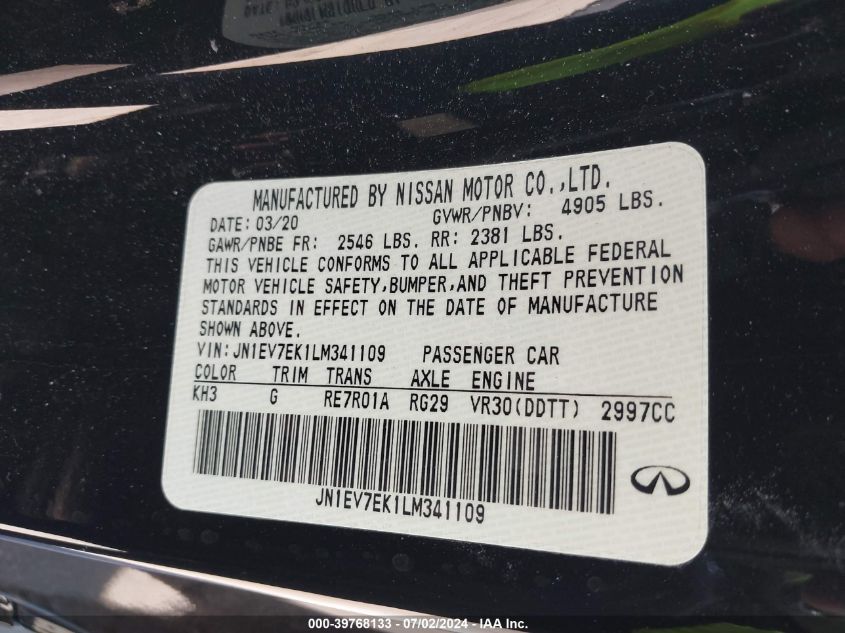 MANUFACTURED BY NISSAN MOTOR CO.,LTD.
DATE: 03/20 GVWR/PNBV: 4905 LBS.
GAWR/PNBE FR: 2546 LBS. RR: 2381 LBS.
THIS VEHICLE CONFORMS TO ALL APPLICABLE FEDERAL
MOTOR VEHICLE SAFETY,BUMPER,AND THEFT PREVENTION
STANDARDS IN EFFECT ON THE DATE OF MANUFACTURE
SHOWN ABOVE.
VIN:JN1EV7EK1LM341109 PASSENGER CAR
COLOR TRIM TRANS AXLE ENGINE
KH3 G RE7R01A RG29 VR30(DDTT) 2997CC
JN1EV7EK1LM341109
000-39768133 - 07/02/2024 - IAAI.com